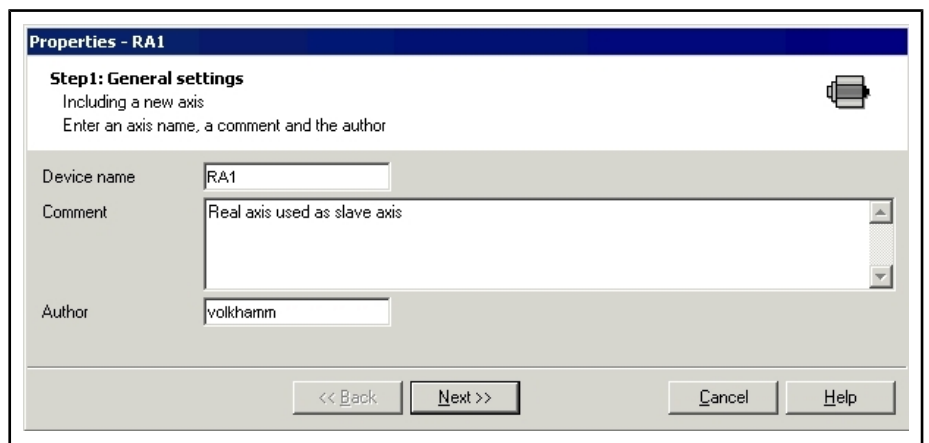 Properties - RA1
Step1: General settings
Including a new axis
Enter an axis name, a comment and the author
Device name RA1
Comment Real axis used as slave axis
Author volkhamm
<< Back Next >> Cancel Help